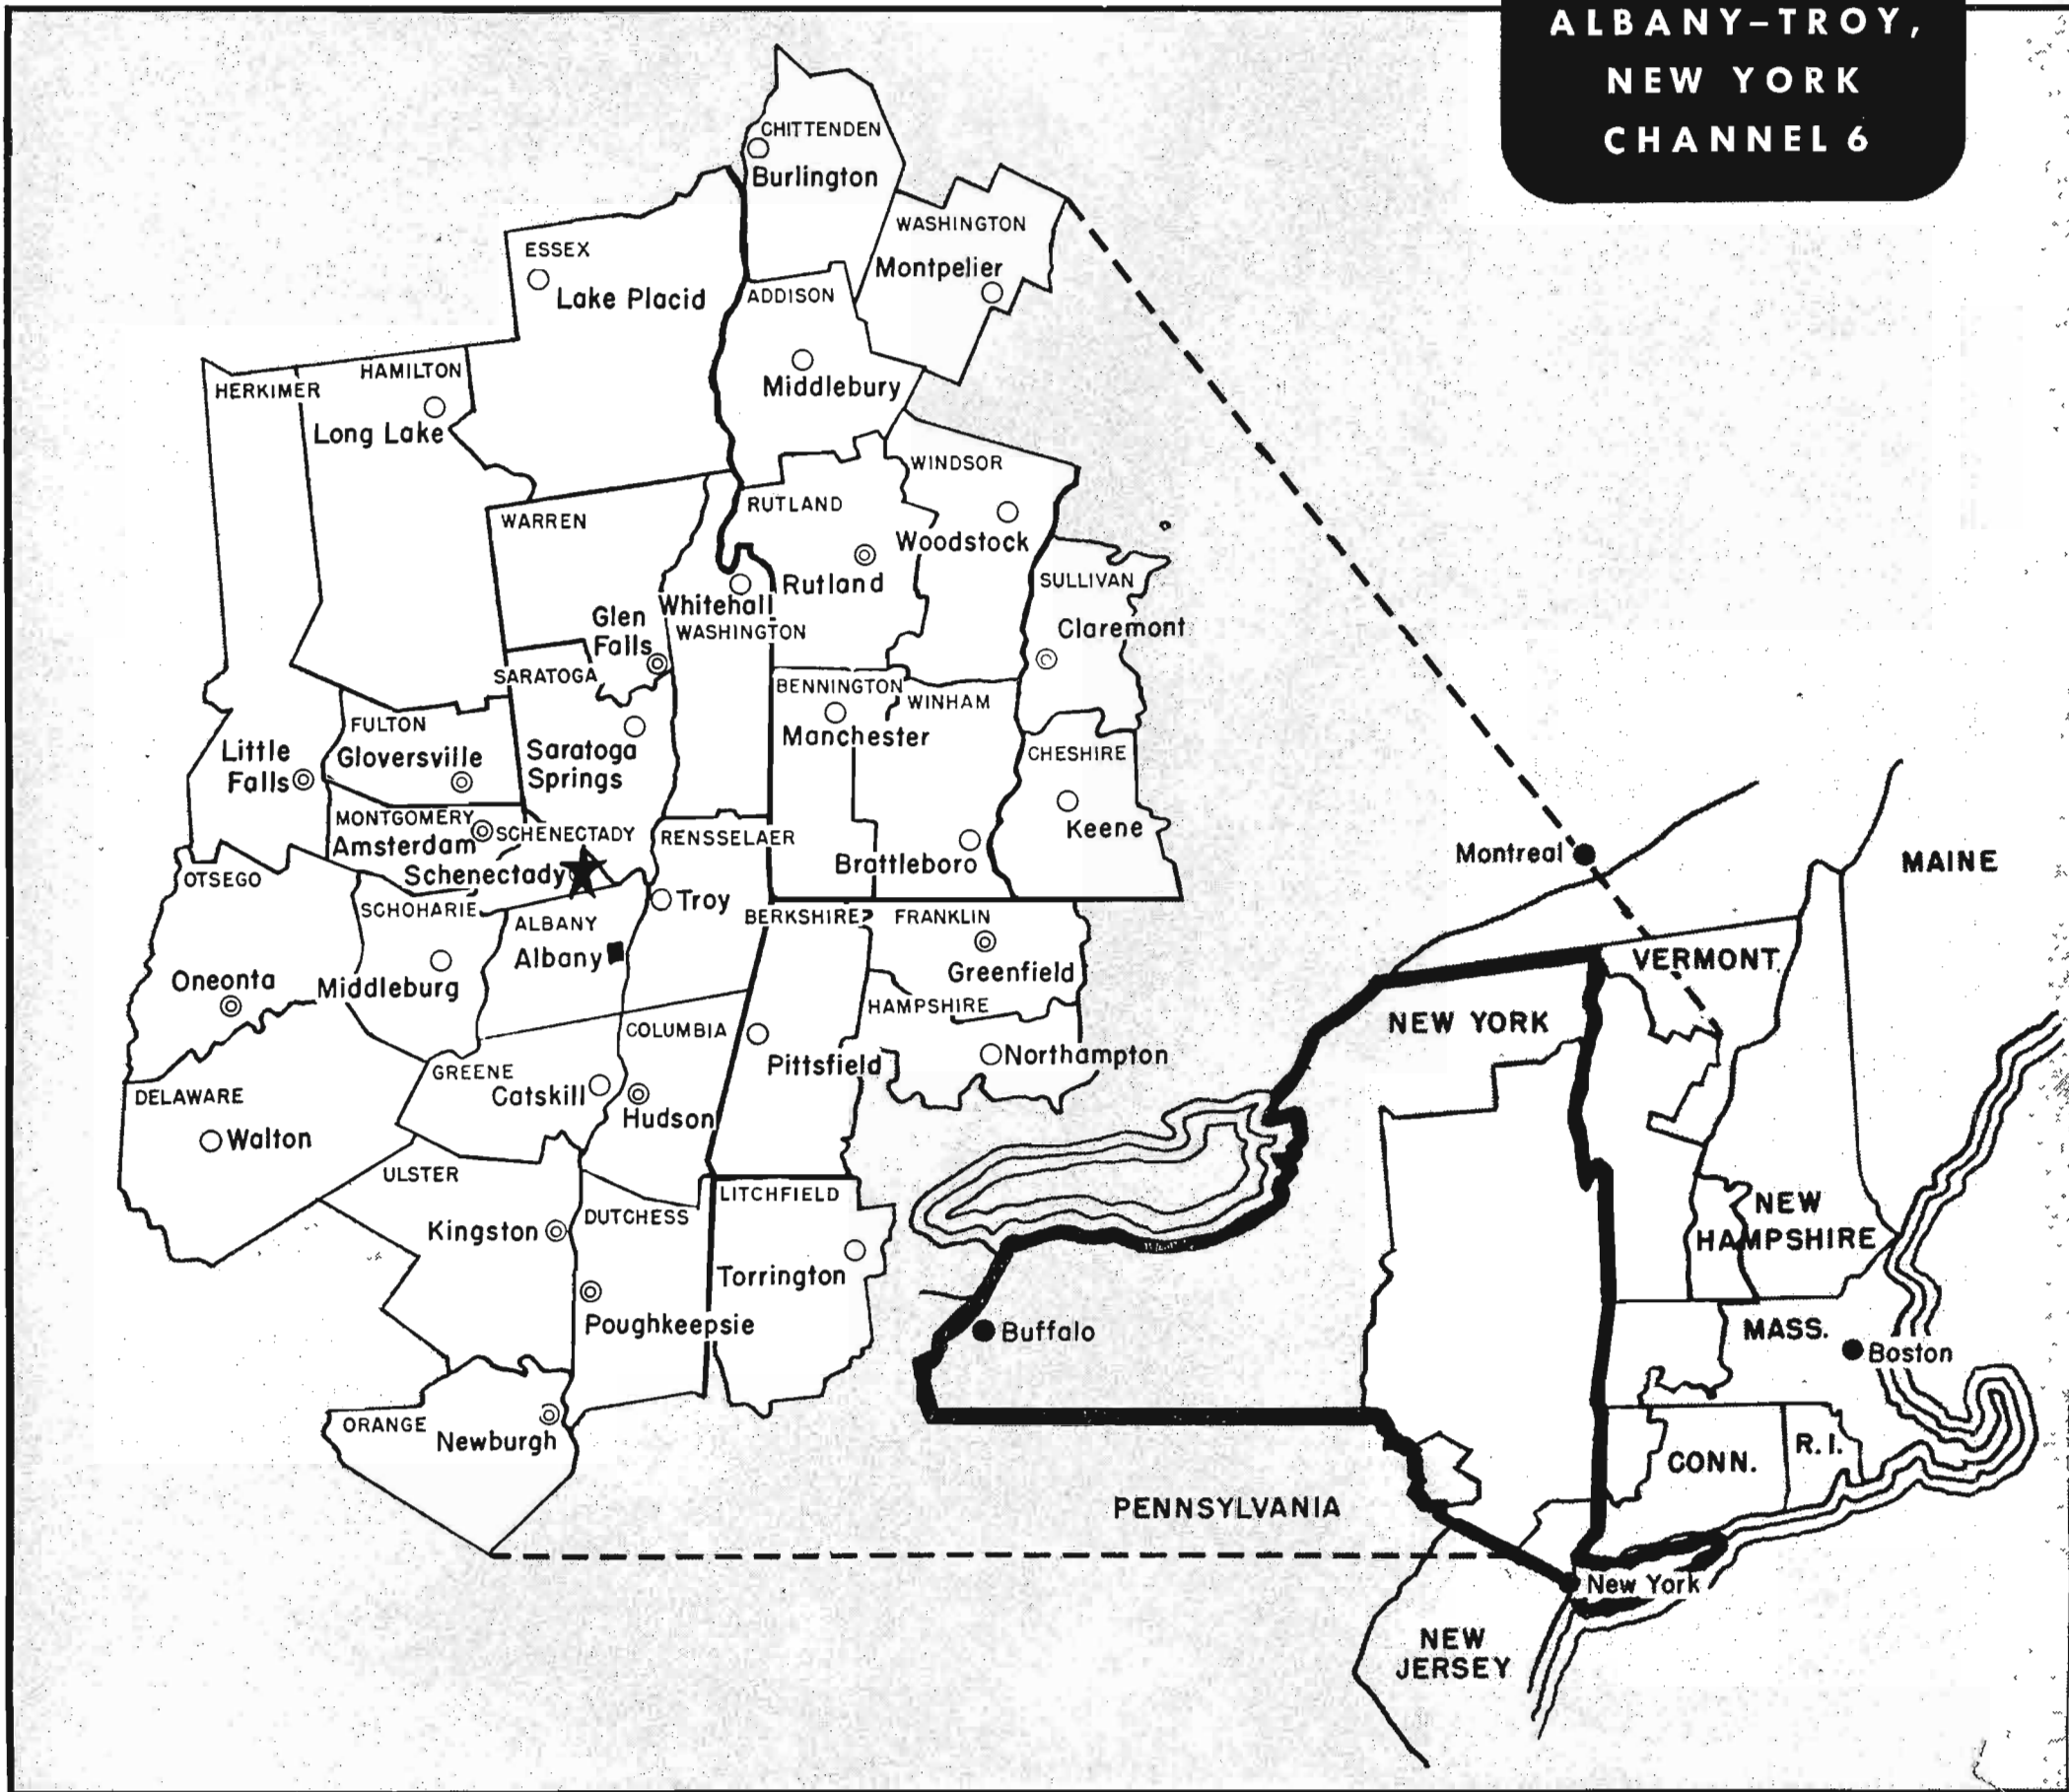 ALBANY–TROY,
NEW YORK
CHANNEL 6
CHITTENDEN
Burlington
WASHINGTON
Montpelier
ESSEX
Lake Placid
ADDISON
Middlebury
HERKIMER
HAMILTON
Long Lake
WINDSOR
Woodstock
WARREN
RUTLAND
Rutland
Whitehall
WASHINGTON
Glen
Falls
SULLIVAN
Claremont
SARATOGA
Saratoga
Springs
BENNINGTON
Manchester
WINHAM
Brattleboro
CHESHIRE
Keene
FULTON
Gloversville
Little
Falls
MONTGOMERY
Amsterdam
SCHENECTADY
Schenectady
RENSSELAER
Troy
OTSEGO
Oneonta
SCHOHARIE
Middleburg
ALBANY
Albany
BERKSHIRE
Pittsfield
FRANKLIN
Greenfield
HAMPSHIRE
Northampton
COLUMBIA
Hudson
GREENE
Catskill
DELAWARE
Walton
ULSTER
Kingston
DUTCHESS
Poughkeepsie
LITCHFIELD
Torrington
ORANGE
Newburgh
Montreal
MAINE
VERMONT
NEW YORK
NEW
HAMPSHIRE
Buffalo
MASS.
Boston
CONN.
R.I.
PENNSYLVANIA
New York
NEW
JERSEY